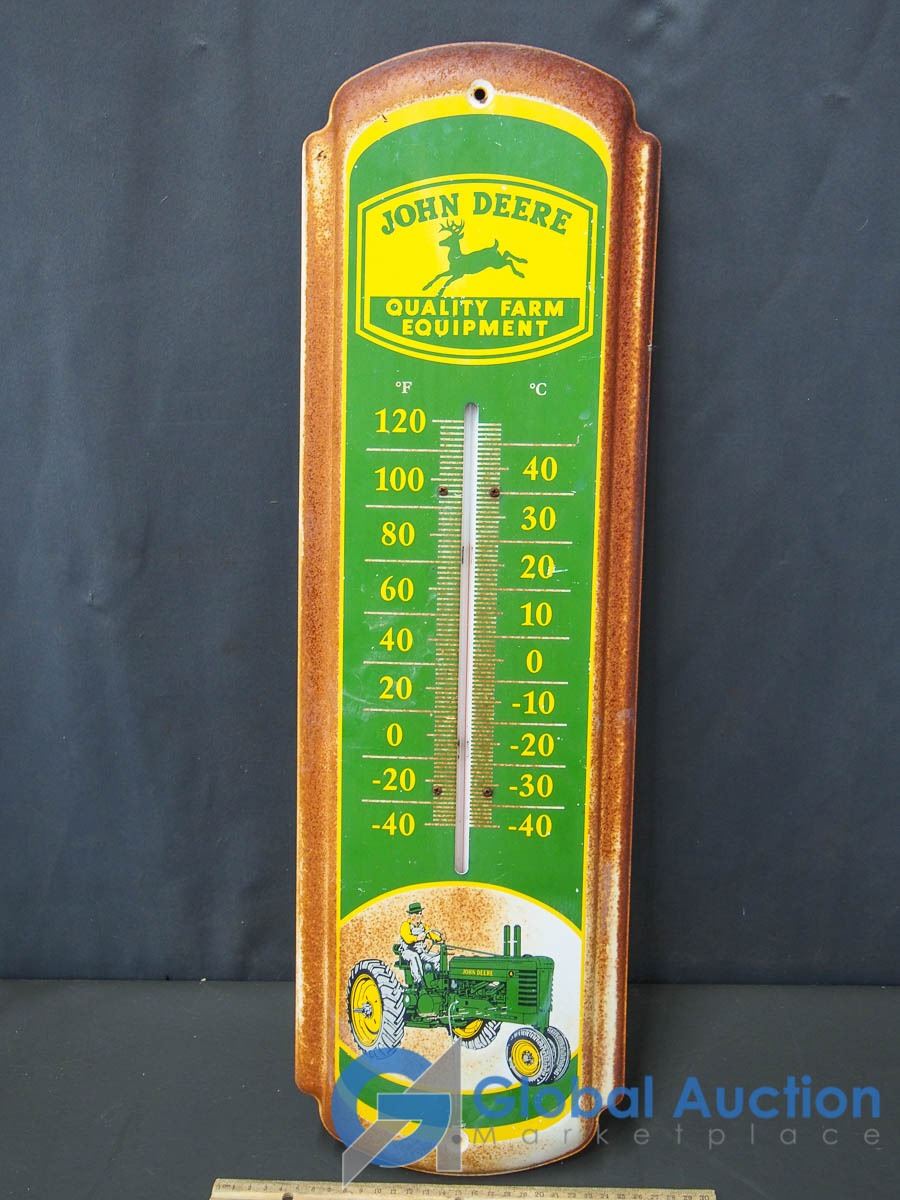 JOHN DEERE
QUALITY FARM
EQUIPMENT
°F °C
120
40
100
30
80
20
60
10
40
0
20
-10
0
-20
-20
-30
-40 -40
JOHN DEERE A
Global Auction
Marketplace